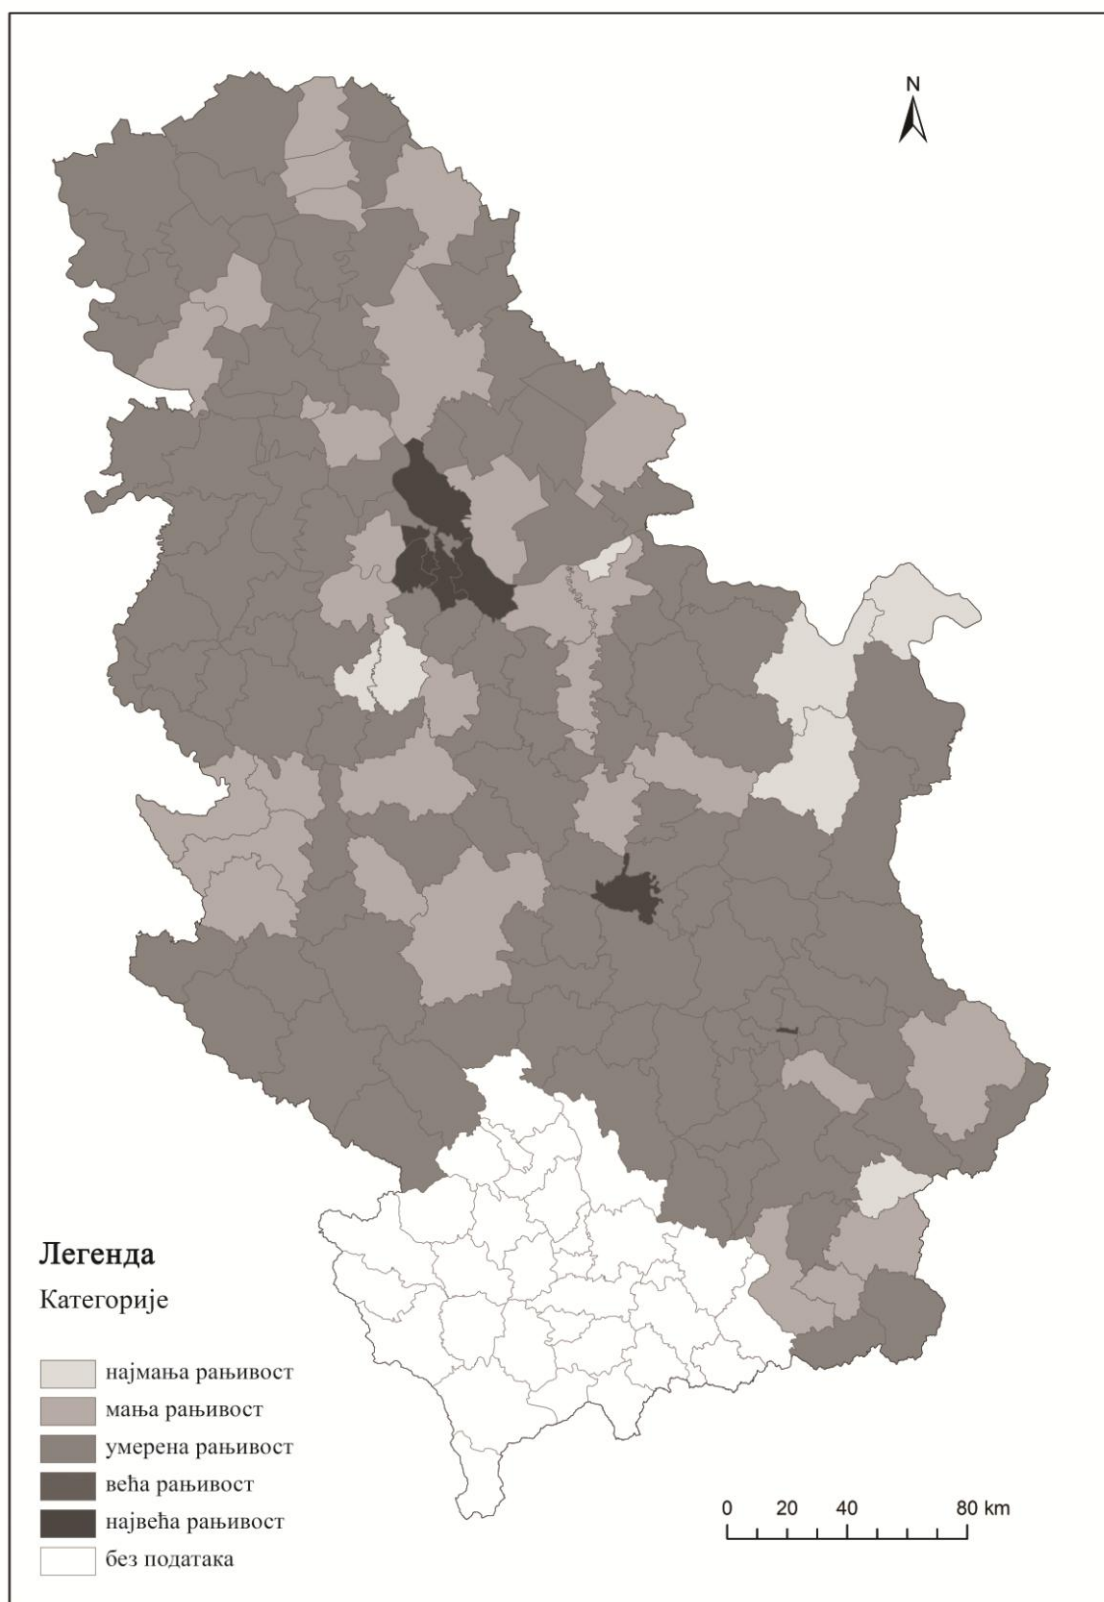 N
Легенда
Категорије
најмања рањивост
мања рањивост
умерена рањивост
већа рањивост
највећа рањивост
без података
0 20 40 80 km